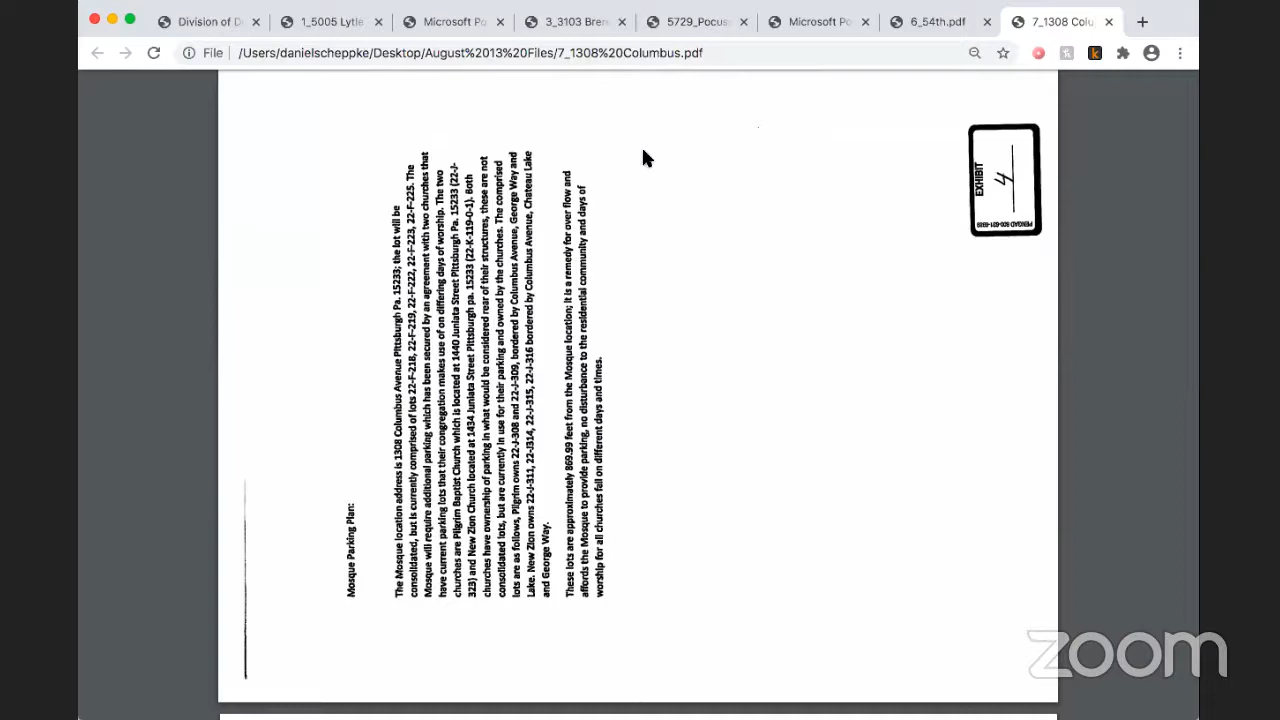 Division of D
1_5005 Lytle
Microsoft Po
3_3103 Bren
5729_Pocus
Microsoft Po
6_54th.pdf
7_1308 Colu
File /Users/danielscheppke/Desktop/August%2013%20Files/7_1308%20Columbus.pdf
Mosque Parking Plan:
The Mosque location address is 1308 Columbus Avenue Pittsburgh Pa. 15233; the lot will be
consolidated, but is currently comprised of lots 22-F-218, 22-F-219, 22-F-222, 22-F-223, 22-F-225. The
Mosque will require additional parking which has been secured by an agreement with two churches that
have current parking lots that their congregation makes use of on differing days of worship. The two
churches are Pilgrim Baptist Church which is located at 1440 Juniata Street Pittsburgh Pa. 15233 (22-J-
323) and New Zion Church located at 1434 Juniata Street Pittsburgh pa. 15233 (22-K-119-0-1). Both
churches have ownership of parking in what would be considered rear of their structures, these are not
consolidated lots, but are currently in use for their parking and owned by the churches. The comprised
lots are as follows, Pilgrim owns 22-J-308 and 22-J-309, bordered by Columbus Avenue, George Way and
Lake. New Zion owns 22-J-311, 22-J314, 22-J-315, 22-J-316 bordered by Columbus Avenue, Chateau Lake
and George Way.
These lots are approximately 869.99 feet from the Mosque location; it is a remedy for over flow and
affords the Mosque to provide parking, no disturbance to the residential community and days of
worship for all churches fall on different days and times.
EXHIBIT
4
PENGAD 800-631-6989
zoom